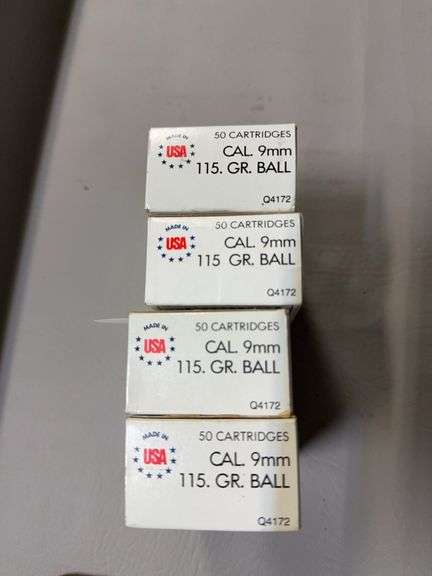 MADE IN
USA
50 CARTRIDGES
CAL. 9mm
115. GR. BALL
Q4172
MADE IN
USA
50 CARTRIDGES
CAL. 9mm
115 GR. BALL
Q4172
MADE IN
USA
50 CARTRIDGES
CAL. 9mm
115. GR. BALL
Q4172
MADE IN
USA
50 CARTRIDGES
CAL. 9mm
115. GR. BALL
Q4172